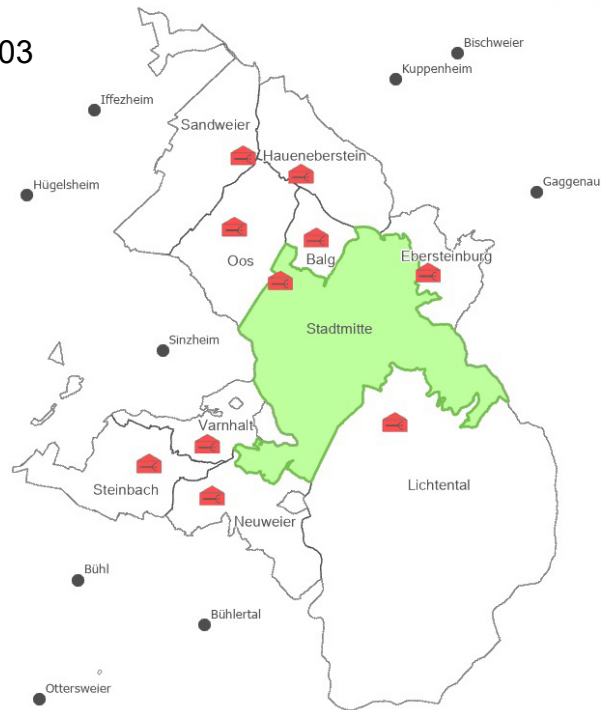 03
Bischweier
Kuppenheim
Iffezheim
Sandweier
Haueneberstein
Hügelsheim
Gaggenau
Ebersteinburg
Oos
Balg
Stadtmitte
Sinzheim
Varnhalt
Steinbach
Lichtental
Neuweier
Bühl
Bühlertal
Ottersweier